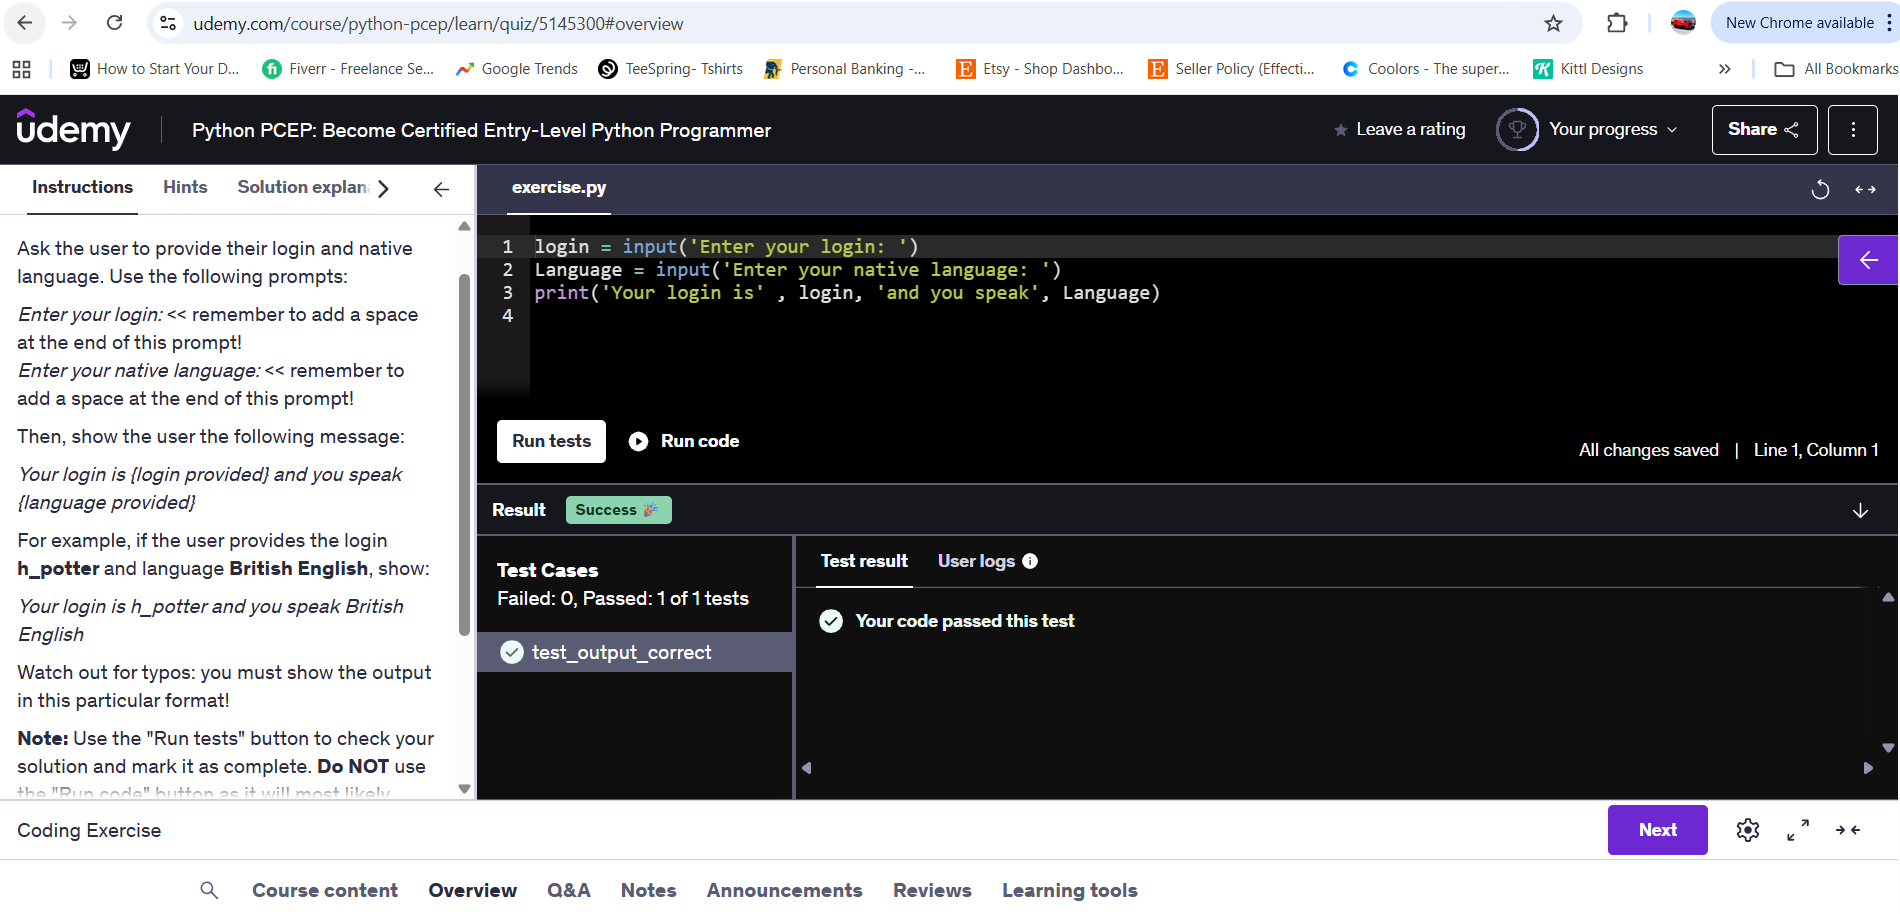 udemy.com/course/python-pcep/learn/quiz/5145300#overview
New Chrome available
How to Start Your D...
Fiverr - Freelance Se...
Google Trends
TeeSpring- Tshirts
Personal Banking -...
Etsy - Shop Dashbo...
Seller Policy (Effecti...
Coolors - The super...
Kittl Designs
All Bookmarks
udemy
Python PCEP: Become Certified Entry-Level Python Programmer
Leave a rating
Your progress
Share
Instructions
Hints
Solution explan
exercise.py
Ask the user to provide their login and native
language. Use the following prompts:
Enter your login: << remember to add a space
at the end of this prompt!
Enter your native language: << remember to
add a space at the end of this prompt!
Then, show the user the following message:
Your login is {login provided} and you speak
{language provided}
For example, if the user provides the login
h_potter and language British English, show:
Your login is h_potter and you speak British
English
Watch out for typos: you must show the output
in this particular format!
Note: Use the "Run tests" button to check your
solution and mark it as complete. Do NOT use
the "Run code" button as it will most likely
1 login = input('Enter your login: ')
2 Language = input('Enter your native language: ')
3 print('Your login is' , login, 'and you speak', Language)
4
Run tests
Run code
All changes saved | Line 1, Column 1
Result
Success
Test Cases
Failed: 0, Passed: 1 of 1 tests
test_output_correct
Test result
User logs
Your code passed this test
Coding Exercise
Next
Course content
Overview
Q&A
Notes
Announcements
Reviews
Learning tools